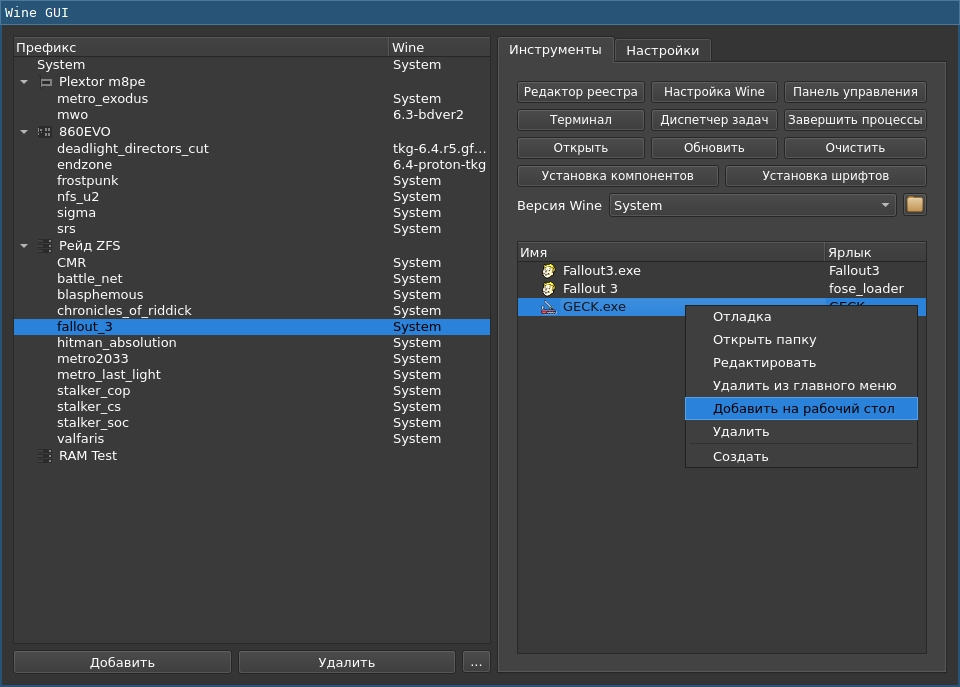 Wine GUI
Префикс Wine
System System
Plextor m8pe
metro_exodus System
mwo 6.3-bdver2
860EVO
deadlight_directors_cut tkg-6.4.r5.gf...
endzone 6.4-proton-tkg
frostpunk System
nfs_u2 System
sigma System
srs System
Рейд ZFS
CMR System
battle_net System
blasphemous System
chronicles_of_riddick System
fallout_3 System
hitman_absolution System
metro2033 System
metro_last_light System
stalker_cop System
stalker_cs System
stalker_soc System
valfaris System
RAM Test
Добавить Удалить ...
Инструменты Настройки
Редактор реестра Настройка Wine Панель управления
Терминал Диспетчер задач Завершить процессы
Открыть Обновить Очистить
Установка компонентов Установка шрифтов
Версия Wine System
Имя Ярлык
Fallout3.exe Fallout3
Fallout 3 fose_loader
GECK.exe GECK
Отладка
Открыть папку
Редактировать
Удалить из главного меню
Добавить на рабочий стол
Удалить
Создать